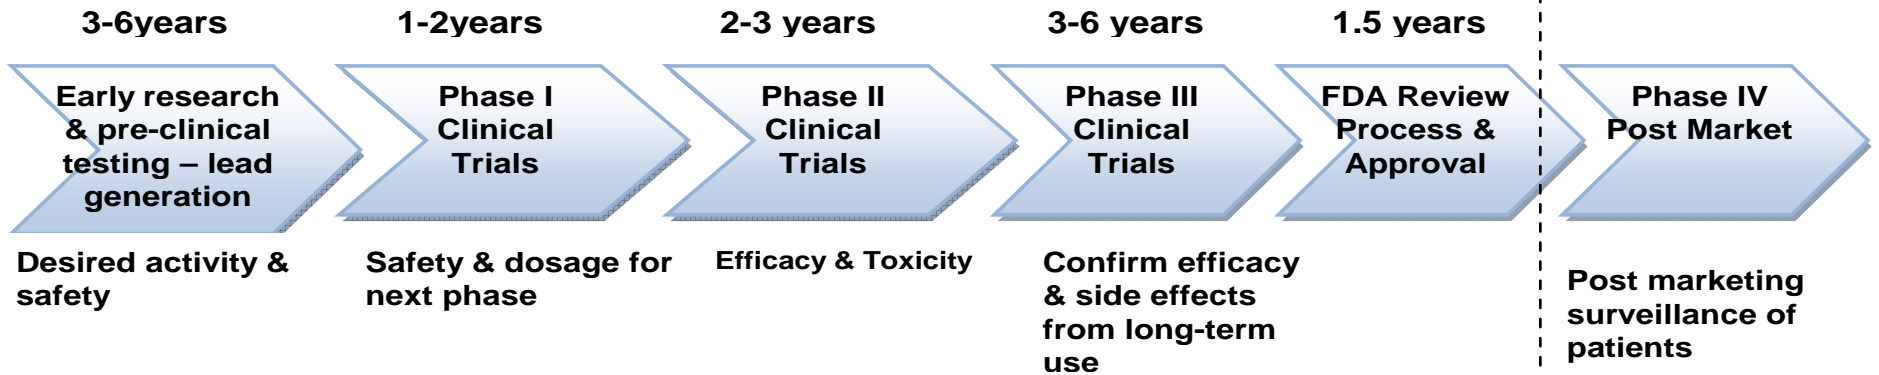 3-6years
1-2years
2-3 years
3-6 years
1.5 years
Early research
& pre-clinical
testing – lead
generation
Phase I
Clinical
Trials
Phase II
Clinical
Trials
Phase III
Clinical
Trials
FDA Review
Process &
Approval
Phase IV
Post Market
Desired activity &
safety
Safety & dosage for
next phase
Efficacy & Toxicity
Confirm efficacy
& side effects
from long-term
use
Post marketing
surveillance of
patients